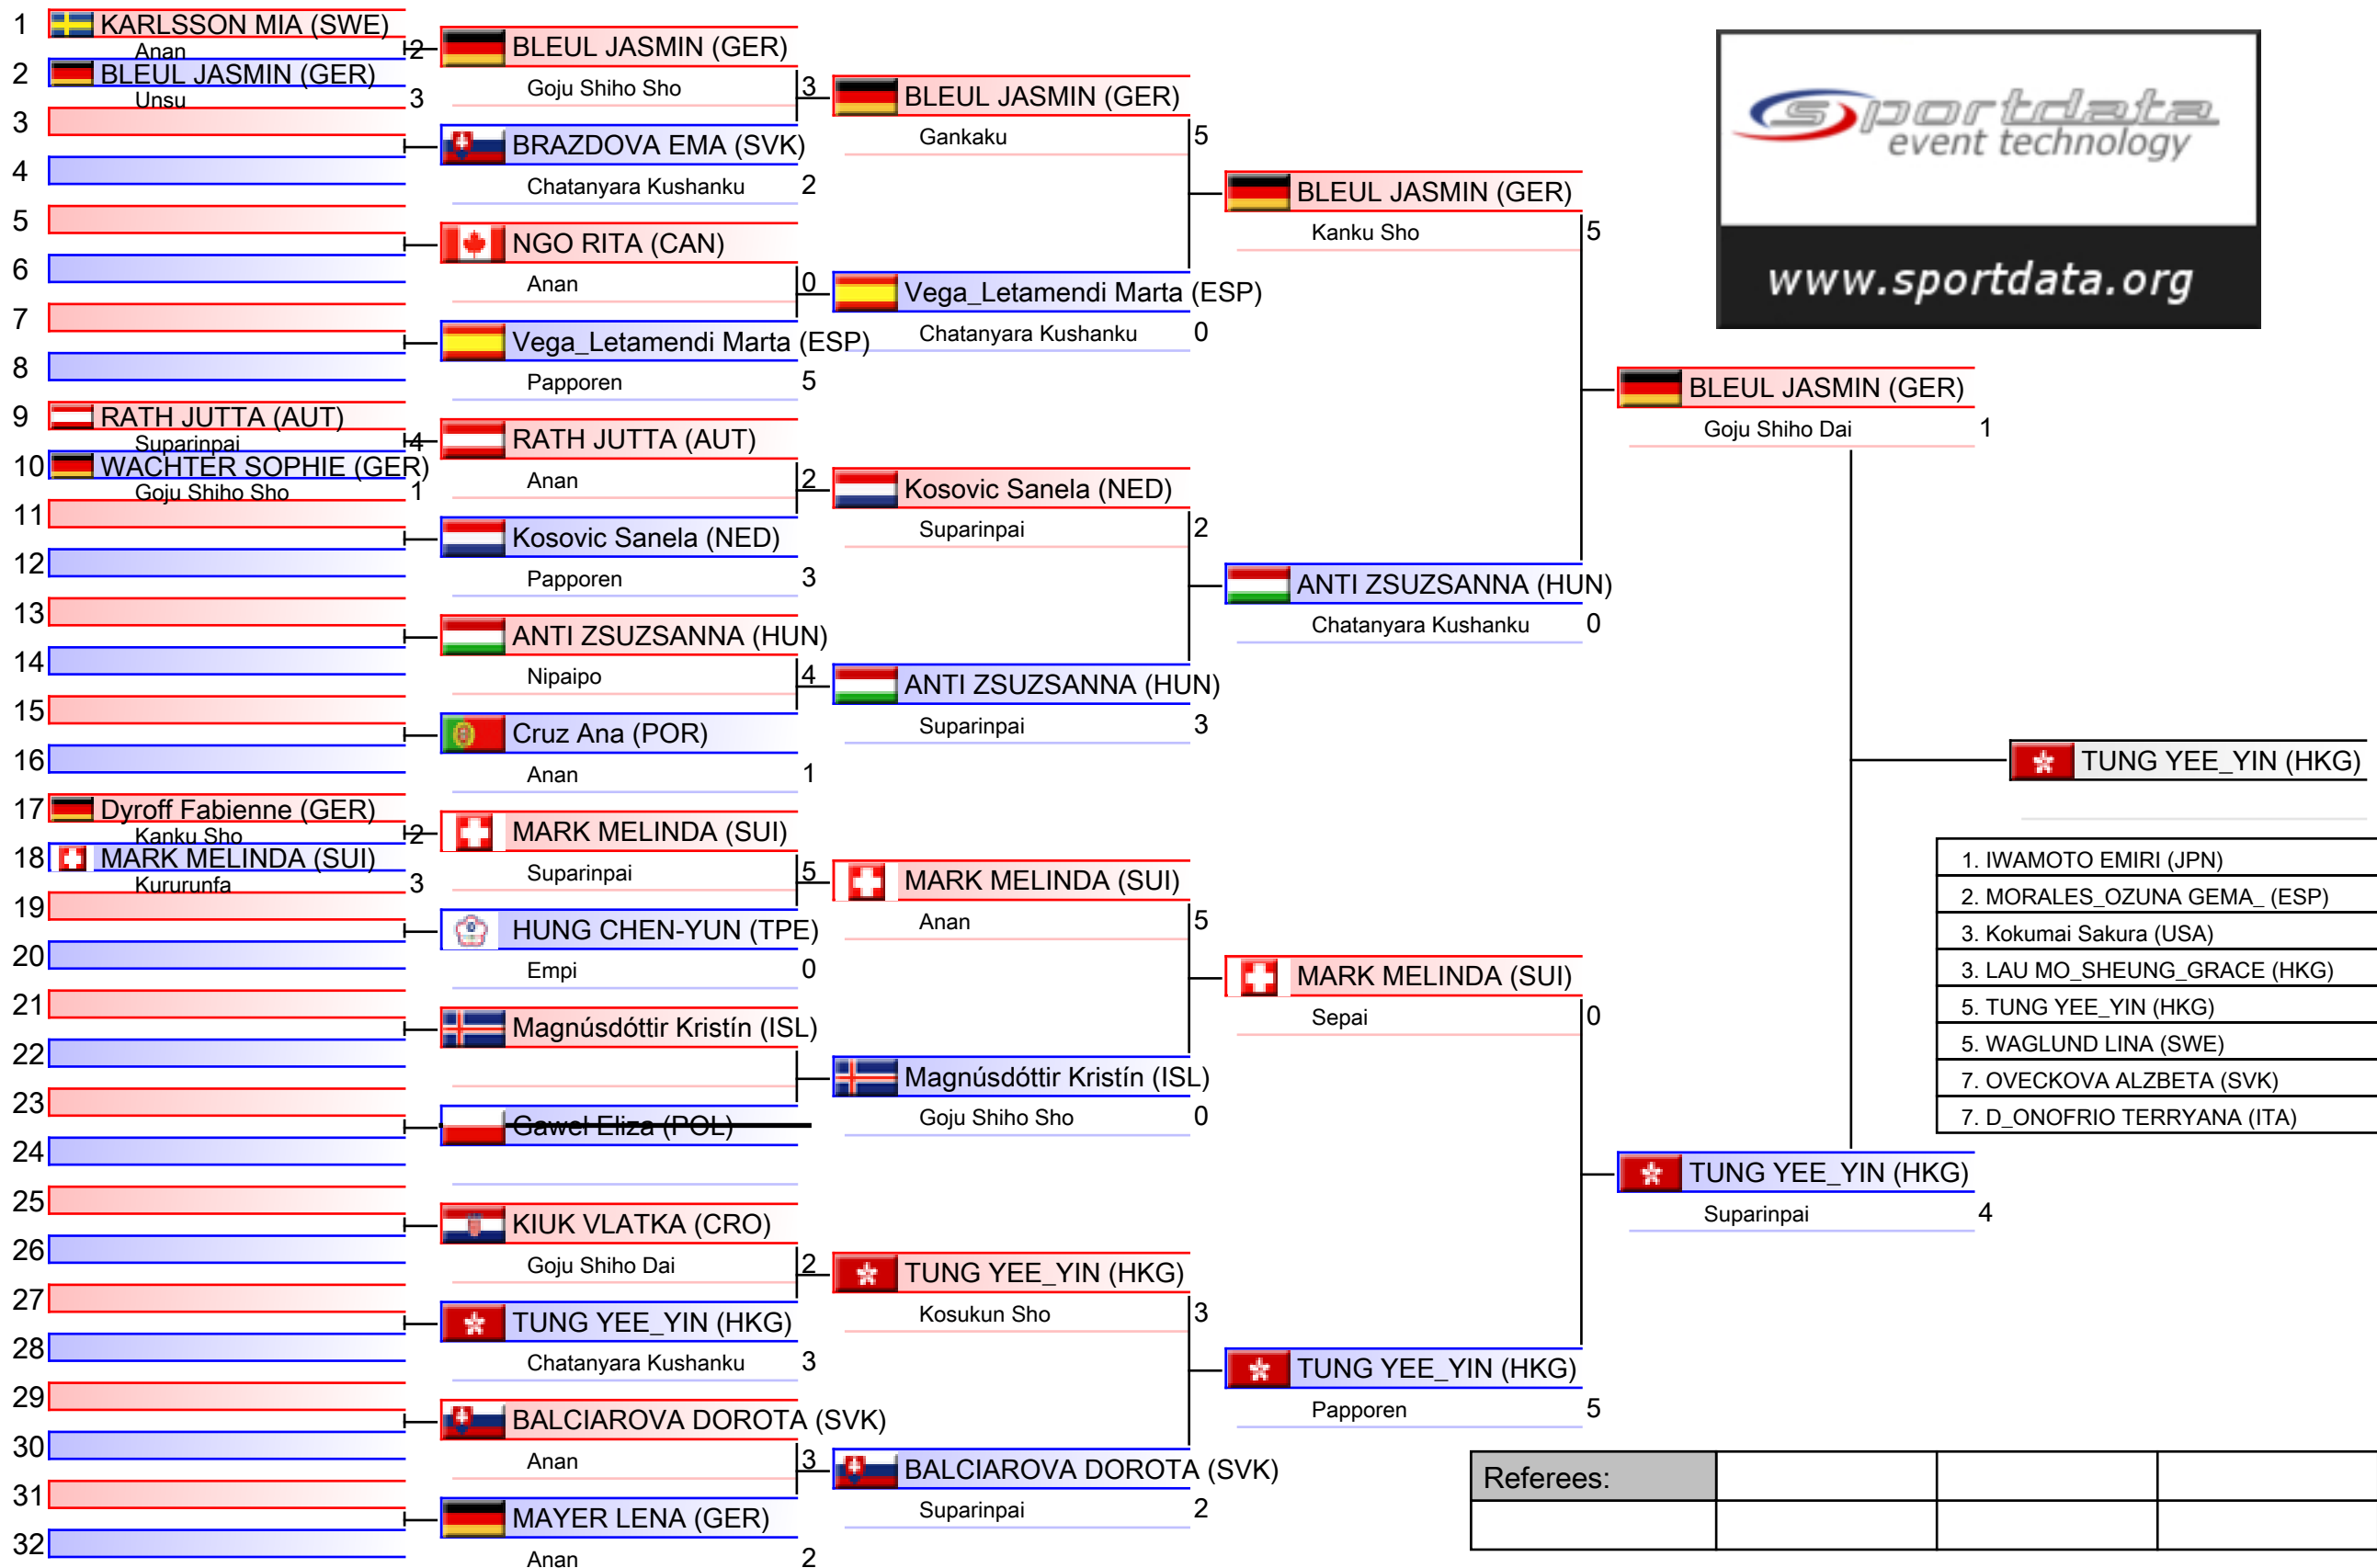 1 KARLSSON MIA (SWE)
Anan 2
2 BLEUL JASMIN (GER)
Unsu 3
3
4
5
6
7
8
9 RATH JUTTA (AUT)
Suparinpai 4
10 WACHTER SOPHIE (GER)
Goju Shiho Sho 1
11
12
13
14
15
16
17 Dyroff Fabienne (GER)
Kanku Sho 2
18 MARK MELINDA (SUI)
Kururunfa 3
19
20
21
22
23
24
25
26
27
28
29
30
31
32
BLEUL JASMIN (GER)
Goju Shiho Sho 3
BRAZDOVA EMA (SVK)
Chatanyara Kushanku 2
NGO RITA (CAN)
Anan 0
Vega_Letamendi Marta (ESP)
Papporen 5
RATH JUTTA (AUT)
Anan 2
Kosovic Sanela (NED)
Papporen 3
ANTI ZSUZSANNA (HUN)
Nipaipo 4
Cruz Ana (POR)
Anan 1
MARK MELINDA (SUI)
Suparinpai 5
HUNG CHEN-YUN (TPE)
Empi 0
Magnúsdóttir Kristín (ISL)
Gaweł Eliza (POL)
KIUK VLATKA (CRO)
Goju Shiho Dai 2
TUNG YEE_YIN (HKG)
Chatanyara Kushanku 3
BALCIAROVA DOROTA (SVK)
Anan 3
MAYER LENA (GER)
Anan 2
BLEUL JASMIN (GER)
Gankaku 5
Vega_Letamendi Marta (ESP)
Chatanyara Kushanku 0
Kosovic Sanela (NED)
Suparinpai 2
ANTI ZSUZSANNA (HUN)
Suparinpai 3
MARK MELINDA (SUI)
Anan 5
Magnúsdóttir Kristín (ISL)
Goju Shiho Sho 0
TUNG YEE_YIN (HKG)
Kosukun Sho 3
BALCIAROVA DOROTA (SVK)
Suparinpai 2
BLEUL JASMIN (GER)
Kanku Sho 5
ANTI ZSUZSANNA (HUN)
Chatanyara Kushanku 0
MARK MELINDA (SUI)
Sepai 0
TUNG YEE_YIN (HKG)
Papporen 5
BLEUL JASMIN (GER)
Goju Shiho Dai 1
TUNG YEE_YIN (HKG)
Suparinpai 4
TUNG YEE_YIN (HKG)
sportdata
event technology
www.sportdata.org
1. IWAMOTO EMIRI (JPN)
2. MORALES_OZUNA GEMA_ (ESP)
3. Kokumai Sakura (USA)
3. LAU MO_SHEUNG_GRACE (HKG)
5. TUNG YEE_YIN (HKG)
5. WAGLUND LINA (SWE)
7. OVECKOVA ALZBETA (SVK)
7. D_ONOFRIO TERRYANA (ITA)
Referees: